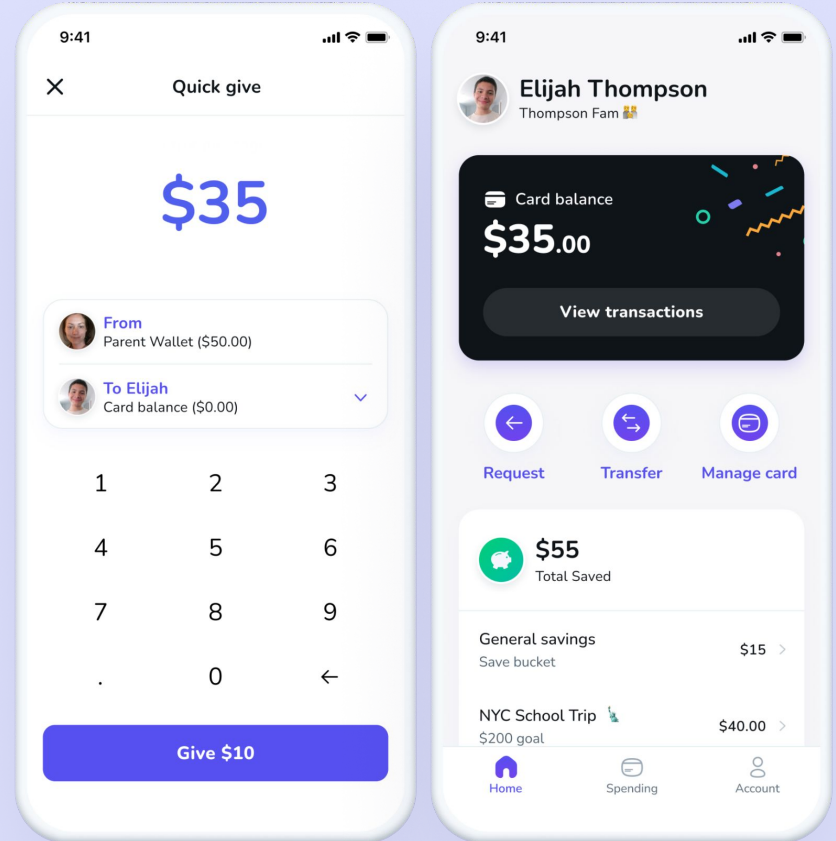 9:41
Quick give
$35
From
Parent Wallet ($50.00)
To Elijah
Card balance ($0.00)
1 2 3
4 5 6
7 8 9
. 0
Give $10
9:41
Elijah Thompson
Thompson Fam
Card balance
$35.00
View transactions
Request Transfer Manage card
$55
Total Saved
General savings
Save bucket
$15
NYC School Trip
$200 goal
$40.00
Home Spending Account